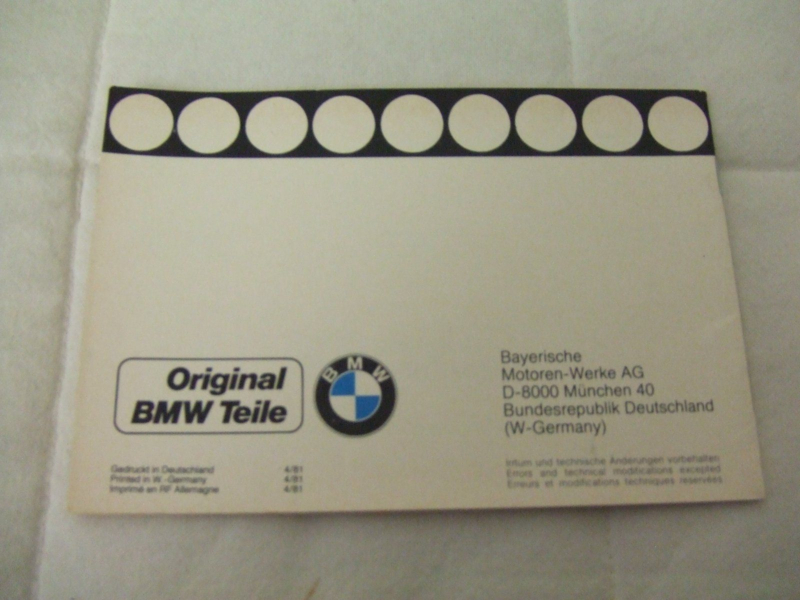 Original
BMW Teile
BMW
Bayerische
Motoren-Werke AG
D-8000 München 40
Bundesrepublik Deutschland
(W-Germany)
Gedruckt in Deutschland 4/81
Printed in W.-Germany 4/81
Imprimé en RF Allemagne 4/81
Irrtum und technische Änderungen vorbehalten
Errors and technical modifications excepted
Erreurs et modifications techniques réservées